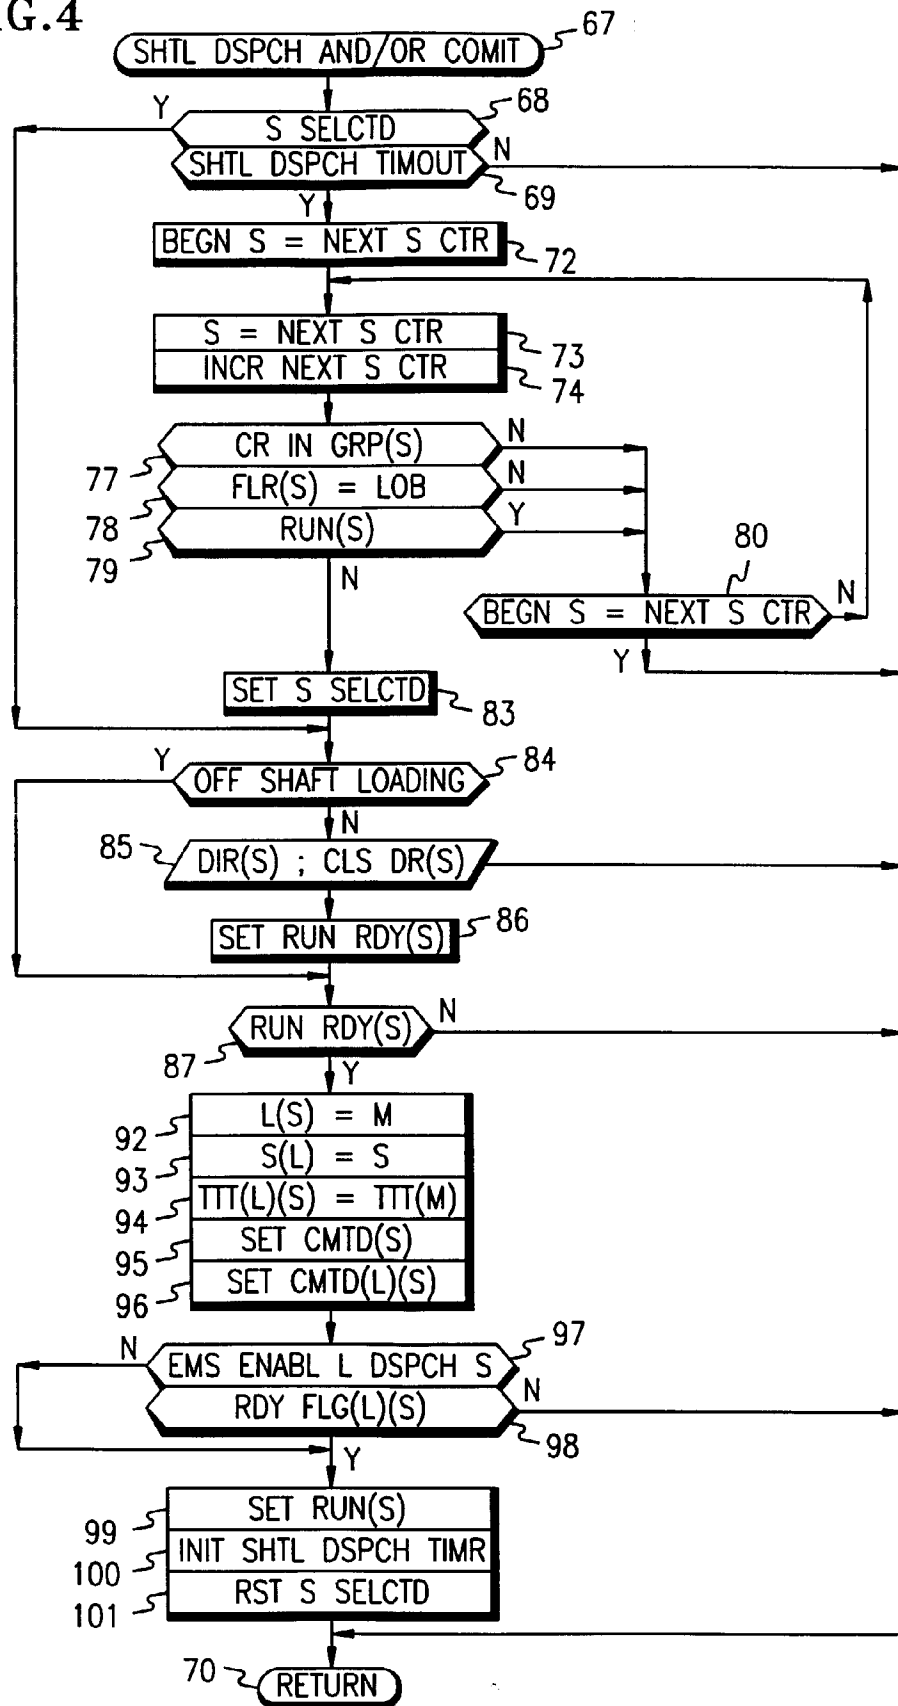 IG.4
SHTL DSPCH AND/OR COMIT
67
Y
S SELCTD
68
SHTL DSPCH TIMOUT
N
69
Y
BEGN S = NEXT S CTR
72
S = NEXT S CTR
73
INCR NEXT S CTR
74
CR IN GRP(S)
N
77
FLR(S) = LOB
N
78
RUN(S)
Y
79
N
80
BEGN S = NEXT S CTR
N
Y
SET S SELCTD
83
Y
OFF SHAFT LOADING
84
N
85
DIR(S) ; CLS DR(S)
SET RUN RDY(S)
86
RUN RDY(S)
N
87
Y
L(S) = M
92
S(L) = S
93
TTT(L)(S) = TTT(M)
94
SET CMTD(S)
95
SET CMTD(L)(S)
96
N
EMS ENABL L DSPCH S
97
RDY FLG(L)(S)
N
98
Y
SET RUN(S)
99
INIT SHTL DSPCH TIMR
100
RST S SELCTD
101
70
RETURN